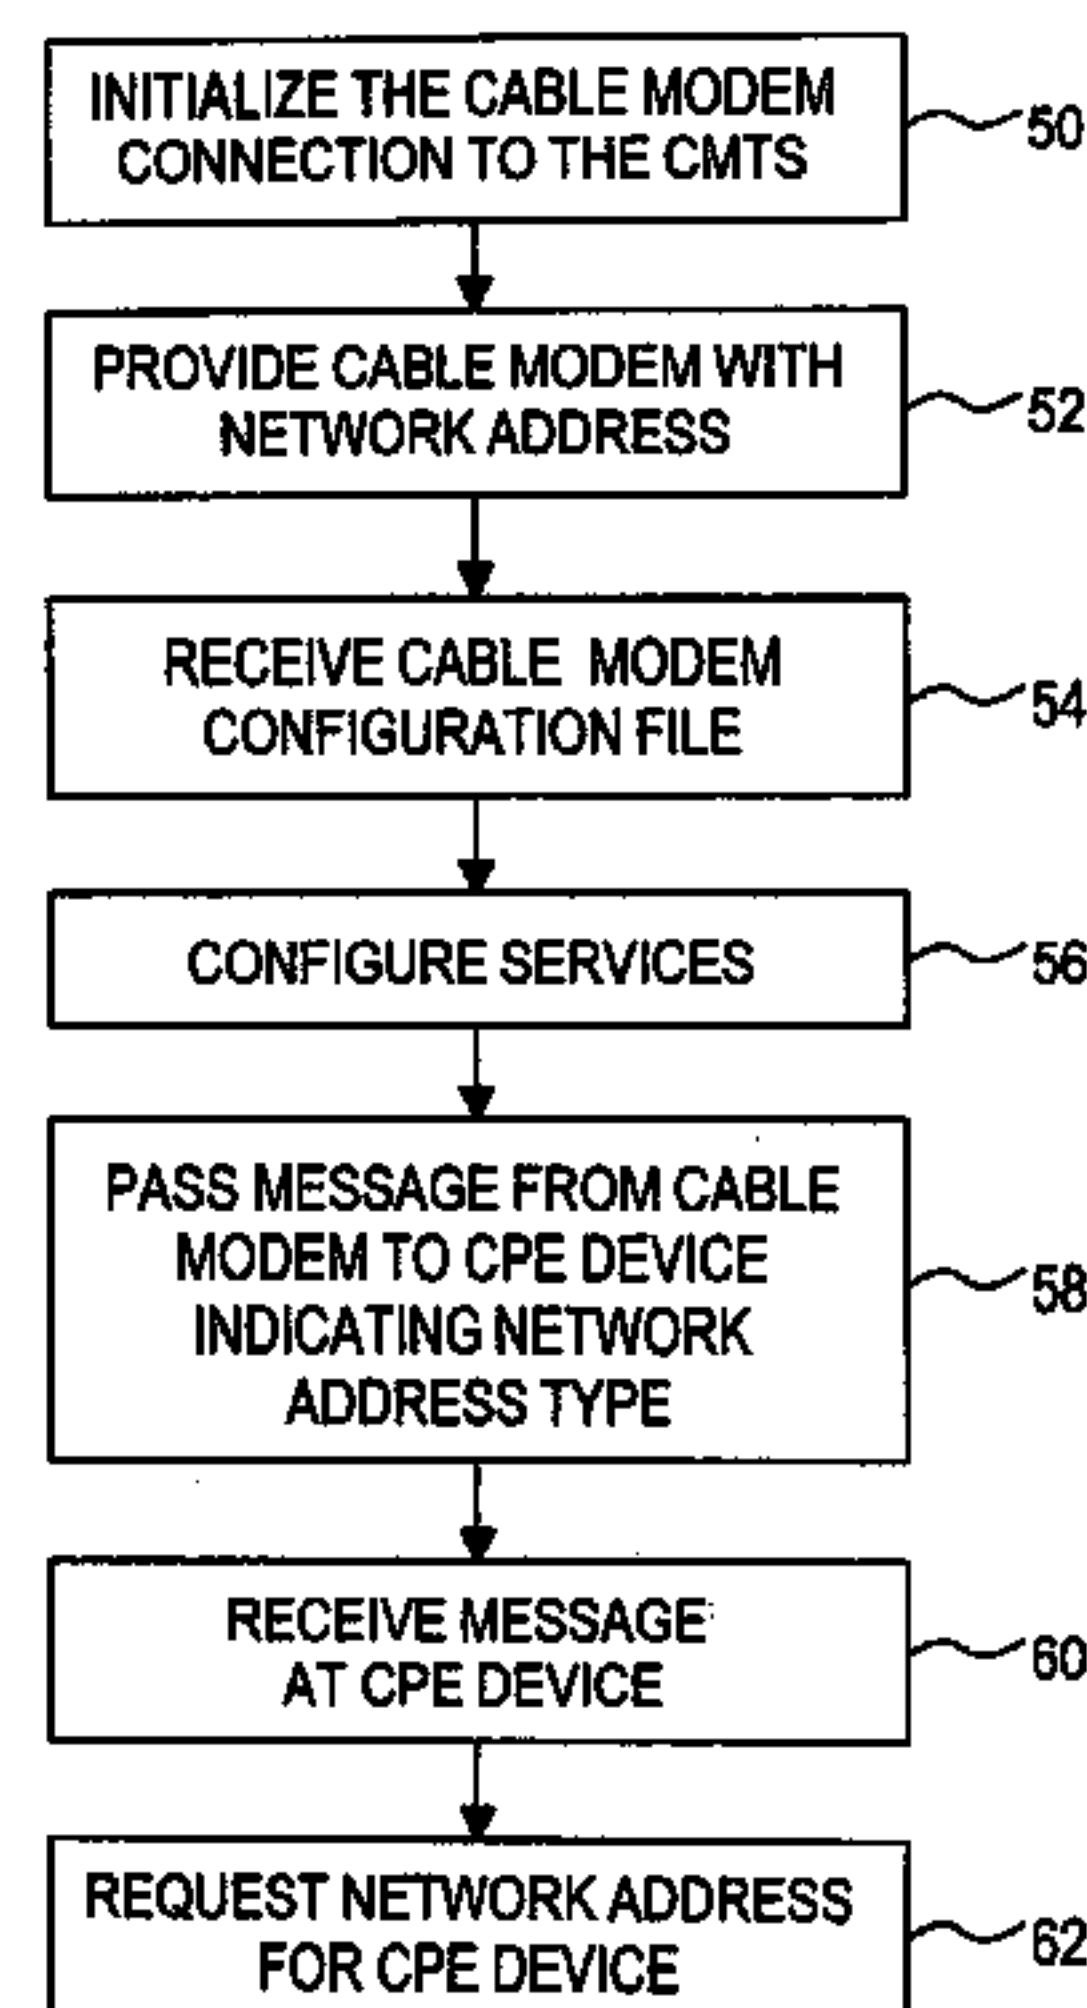 INITIALIZE THE CABLE MODEM
CONNECTION TO THE CMTS
50
PROVIDE CABLE MODEM WITH
NETWORK ADDRESS
52
RECEIVE CABLE MODEM
CONFIGURATION FILE
54
CONFIGURE SERVICES
56
PASS MESSAGE FROM CABLE
MODEM TO CPE DEVICE
INDICATING NETWORK
ADDRESS TYPE
58
RECEIVE MESSAGE
AT CPE DEVICE
60
REQUEST NETWORK ADDRESS
FOR CPE DEVICE
62